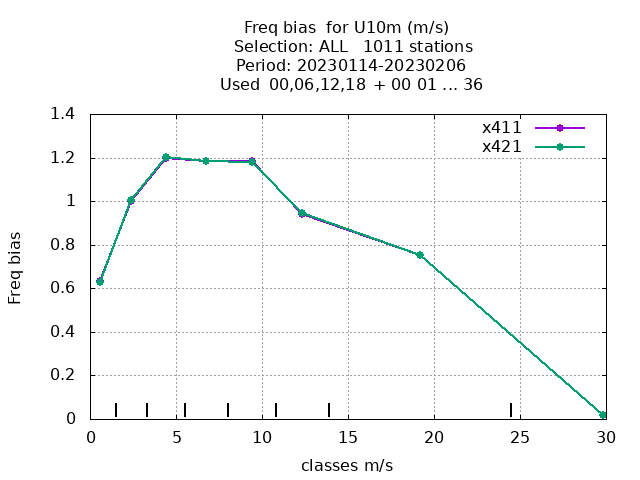 Freq bias  for U10m (m/s)
Selection: ALL   1011 stations
Period: 20230114-20230206
Used  00,06,12,18  + 00 01 ... 36
x411
x421
1.4
1.2
1
0.8
0.6
0.4
0.2
0
Freq bias
0 5 10 15 20 25 30
classes m/s